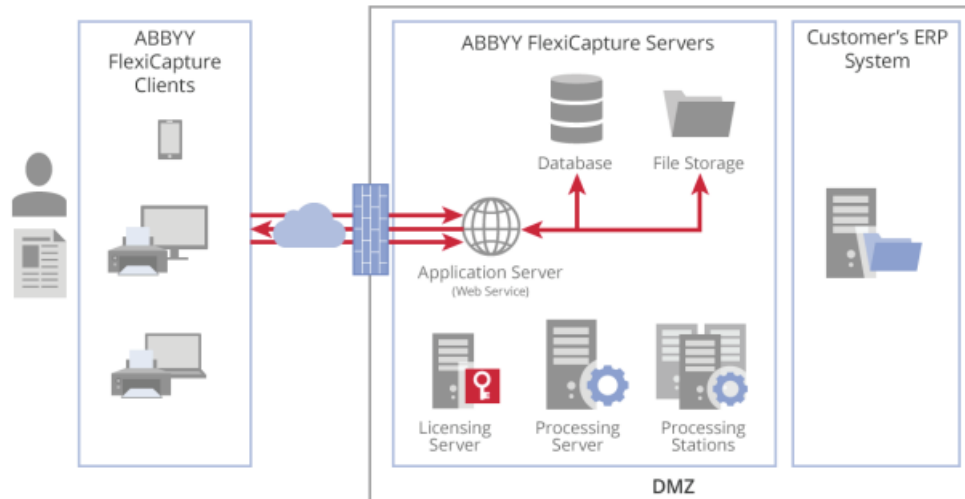 ABBYY
FlexiCapture
Clients
ABBYY FlexiCapture Servers
Customer's ERP
System
Database
File Storage
Application Server
(Web Service)
Licensing
Server
Processing
Server
Processing
Stations
DMZ